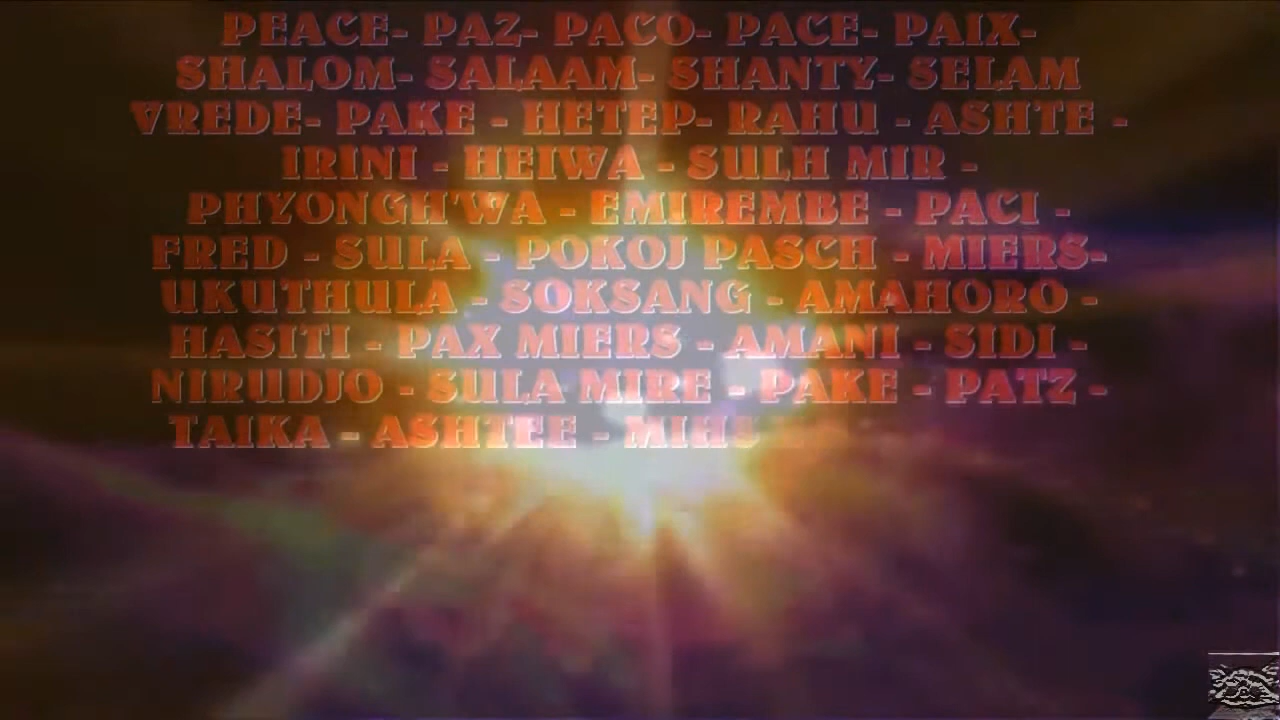 PEACE- PAZ- PACO- PACE- PAIX-
SHALOM- SALAAM- SHANTY- SELAM
VREDE- PAKE - HETEP- RAHU - ASHTE -
IRINI - HEIWA - SULH MIR -
PHYONGH'WA - EMIREMBE - PACI -
FRED - SULA - POKOJ PASCH - MIERS-
UKUTHULA - SOKSANG - AMAHORO -
HASITI - PAX MIERS - AMANI - SIDI -
NIRUDJO - SULA MIRE - PAKE - PATZ -
TAIKA - ASHTEE -